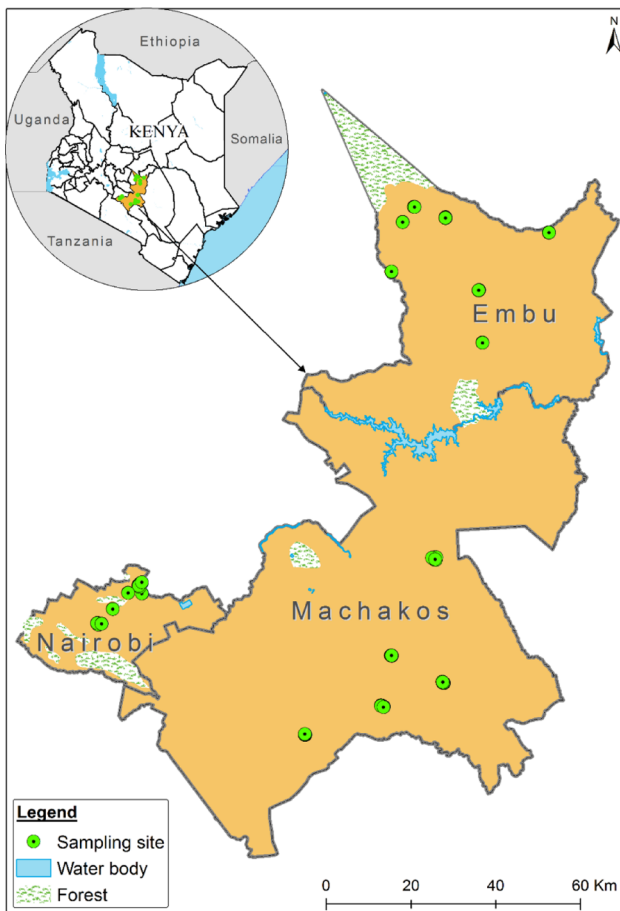 N
Ethiopia
Uganda
KENYA
Somalia
Tanzania
Embu
Machakos
Nairobi
Legend
Sampling site
Water body
Forest
0 20 40 60 Km